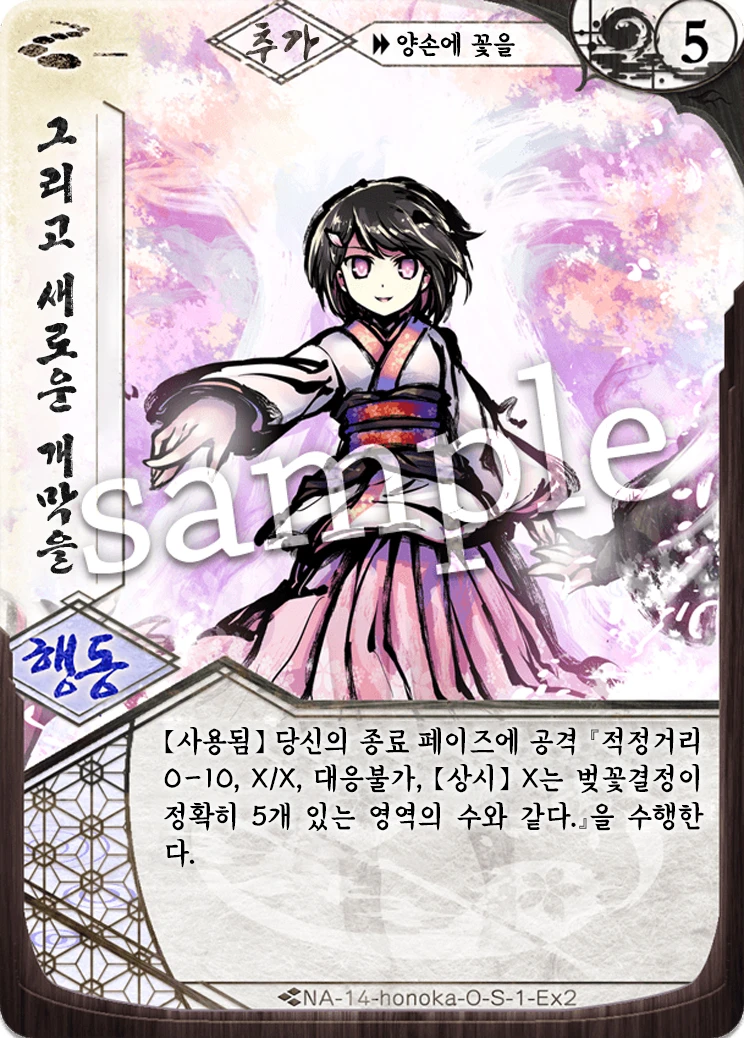 추가
양손에 꽃을
5
그리고 새로운 개막을
sample
행동
【사용됨】 당신의 종료 페이즈에 공격 『적정거리
0-10, X/X, 대응불가, 【상시】 X는 벚꽃결정이
정확히 5개 있는 영역의 수와 같다.』을 수행한
다.
NA-14-honoka-O-S-1-Ex2